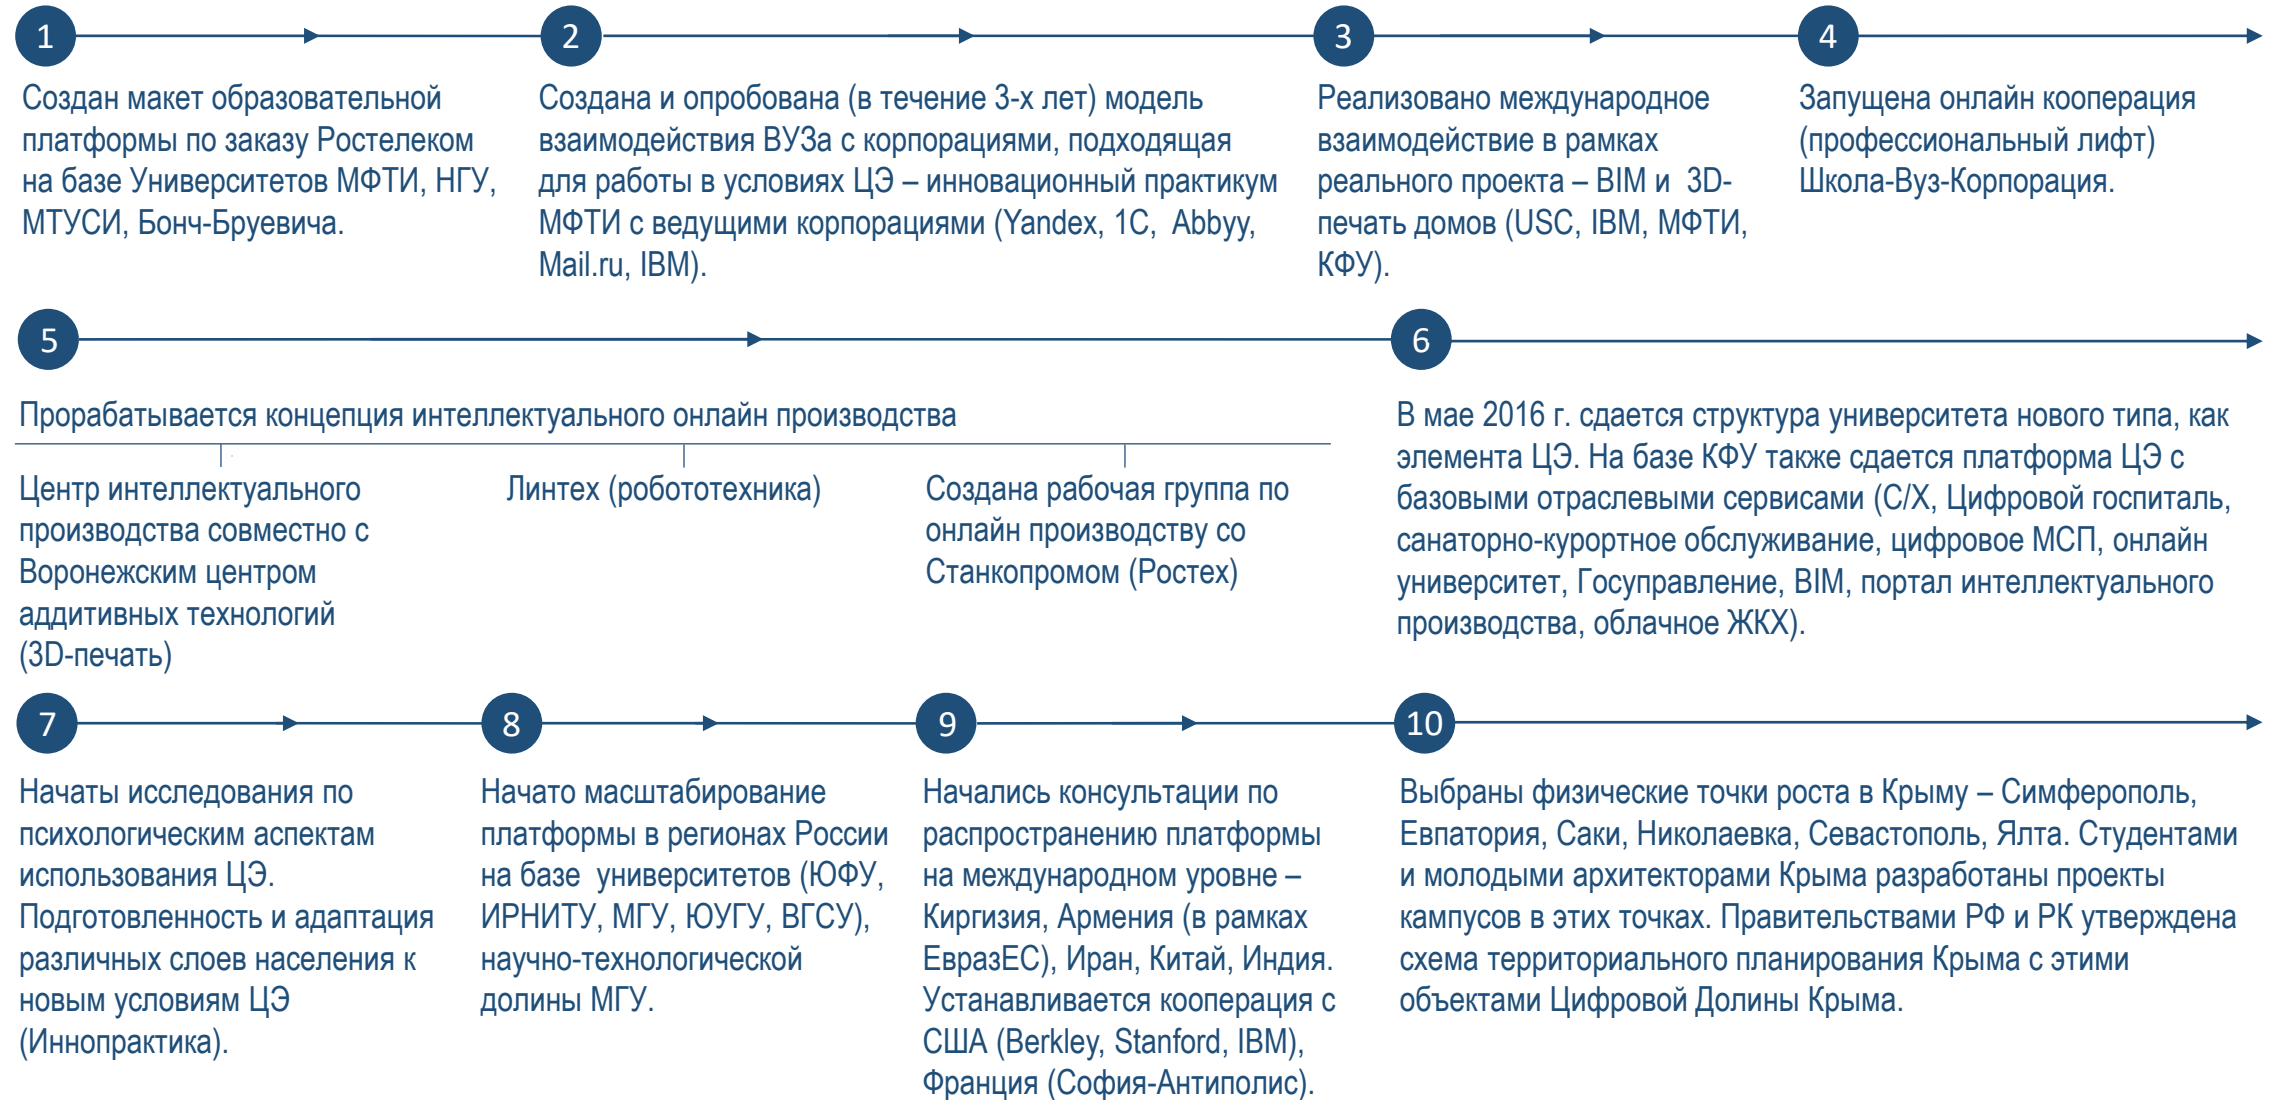 1
Создан макет образовательной
платформы по заказу Ростелеком
на базе Университетов МФТИ, НГУ,
МТУСИ, Бонч-Бруевича.
2
Создана и опробована (в течение 3-х лет) модель
взаимодействия ВУЗа с корпорациями, подходящая
для работы в условиях ЦЭ – инновационный практикум
МФТИ с ведущими корпорациями (Yandex, 1C, Abbyy,
Mail.ru, IBM).
3
Реализовано международное
взаимодействие в рамках
реального проекта – BIM и 3D-
печать домов (USC, IBM, МФТИ,
КФУ).
4
Запущена онлайн кооперация
(профессиональный лифт)
Школа-Вуз-Корпорация.
5
Прорабатывается концепция интеллектуального онлайн производства
Центр интеллектуального
производства совместно с
Воронежским центром
аддитивных технологий
(3D-печать)
Линтех (робототехника)
Создана рабочая группа по
онлайн производству со
Станкопромом (Ростех)
6
В мае 2016 г. сдается структура университета нового типа, как
элемента ЦЭ. На базе КФУ также сдается платформа ЦЭ с
базовыми отраслевыми сервисами (С/Х, Цифровой госпиталь,
санаторно-курортное обслуживание, цифровое МСП, онлайн
университет, Госуправление, BIM, портал интеллектуального
производства, облачное ЖКХ).
7
Начаты исследования по
психологическим аспектам
использования ЦЭ.
Подготовленность и адаптация
различных слоев населения к
новым условиям ЦЭ
(Иннопрактика).
8
Начато масштабирование
платформы в регионах России
на базе университетов (ЮФУ,
ИРНИТУ, МГУ, ЮУГУ, ВГСУ),
научно-технологической
долины МГУ.
9
Начались консультации по
распространению платформы
на международном уровне –
Киргизия, Армения (в рамках
ЕвразЕС), Иран, Китай, Индия.
Устанавливается кооперация с
США (Berkley, Stanford, IBM),
Франция (София-Антиполис).
10
Выбраны физические точки роста в Крыму – Симферополь,
Евпатория, Саки, Николаевка, Севастополь, Ялта. Студентами
и молодыми архитекторами Крыма разработаны проекты
кампусов в этих точках. Правительствами РФ и РК утверждена
схема территориального планирования Крыма с этими
объектами Цифровой Долины Крыма.